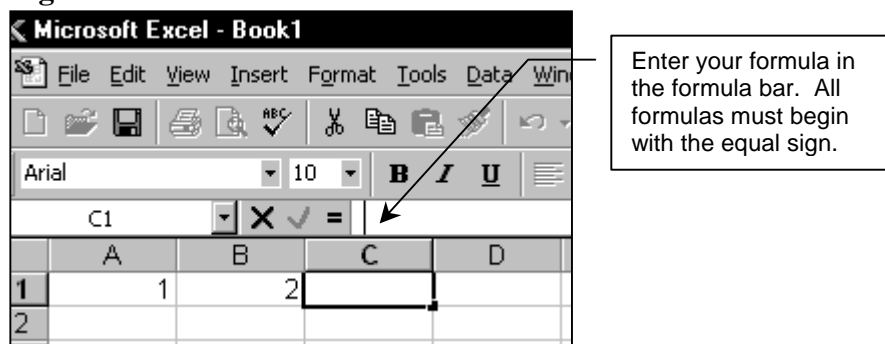 Microsoft Excel - Book1
File Edit View Insert Format Tools Data
ABC
Arial 10 B I U
C1 =
A B C D
1 1 2
2
Enter your formula in
the formula bar. All
formulas must begin
with the equal sign.